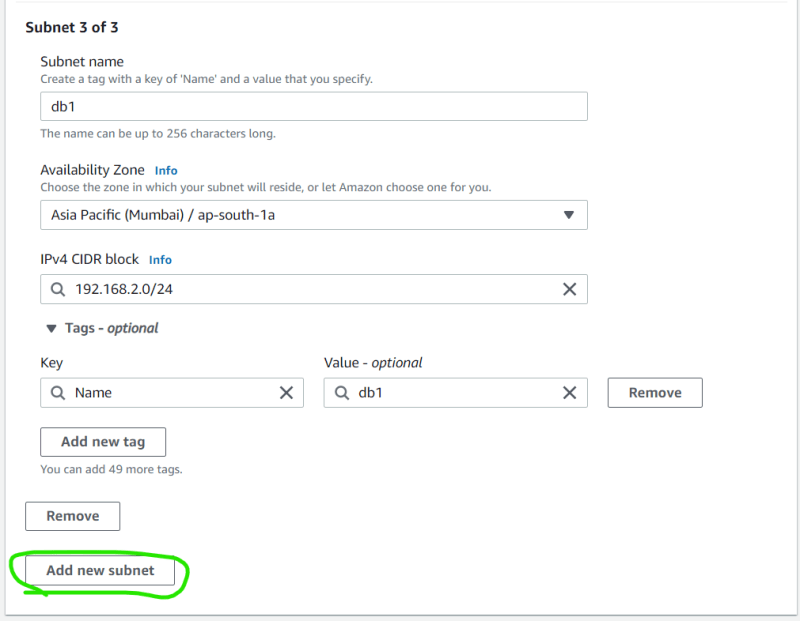 Subnet 3 of 3
Subnet name
Create a tag with a key of 'Name' and a value that you specify.
db1
The name can be up to 256 characters long.
Availability Zone Info
Choose the zone in which your subnet will reside, or let Amazon choose one for you.
Asia Pacific (Mumbai) / ap-south-1a
IPv4 CIDR block Info
192.168.2.0/24
Tags - optional
Key Value - optional
Name db1 Remove
Add new tag
You can add 49 more tags.
Remove
Add new subnet